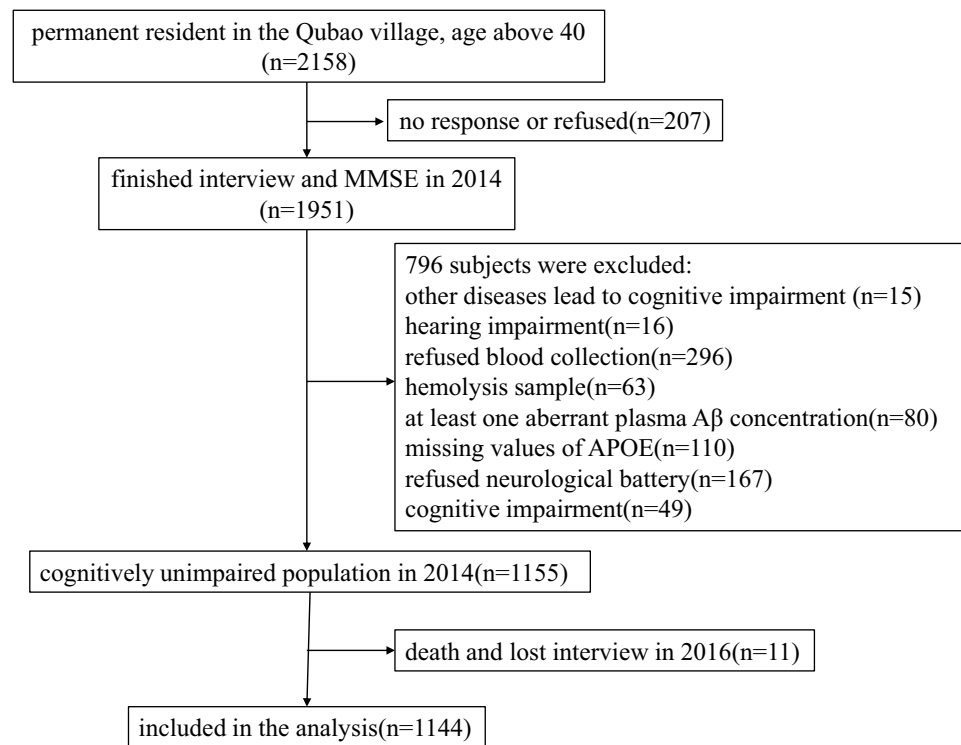 permanent resident in the Qubao village, age above 40
(n=2158)
no response or refused(n=207)
finished interview and MMSE in 2014
(n=1951)
796 subjects were excluded:
other diseases lead to cognitive impairment (n=15)
hearing impairment(n=16)
refused blood collection(n=296)
hemolysis sample(n=63)
at least one aberrant plasma Aβ concentration(n=80)
missing values of APOE(n=110)
refused neurological battery(n=167)
cognitive impairment(n=49)
cognitively unimpaired population in 2014(n=1155)
death and lost interview in 2016(n=11)
included in the analysis(n=1144)